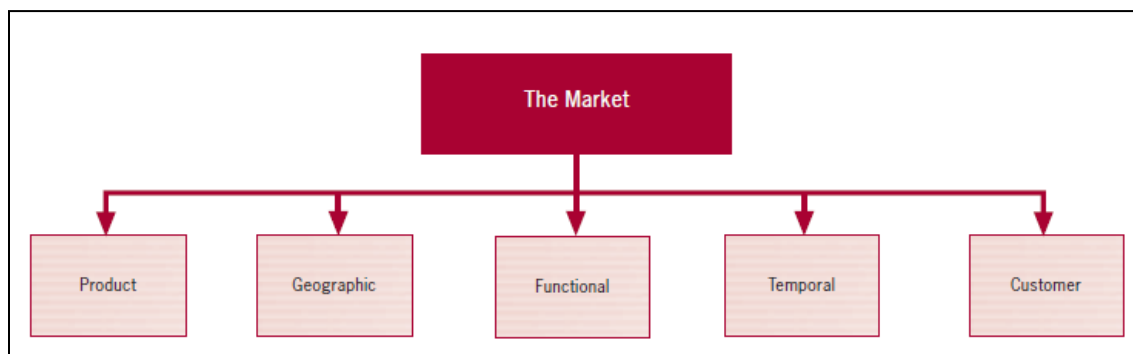 The Market
Product
Geographic
Functional
Temporal
Customer